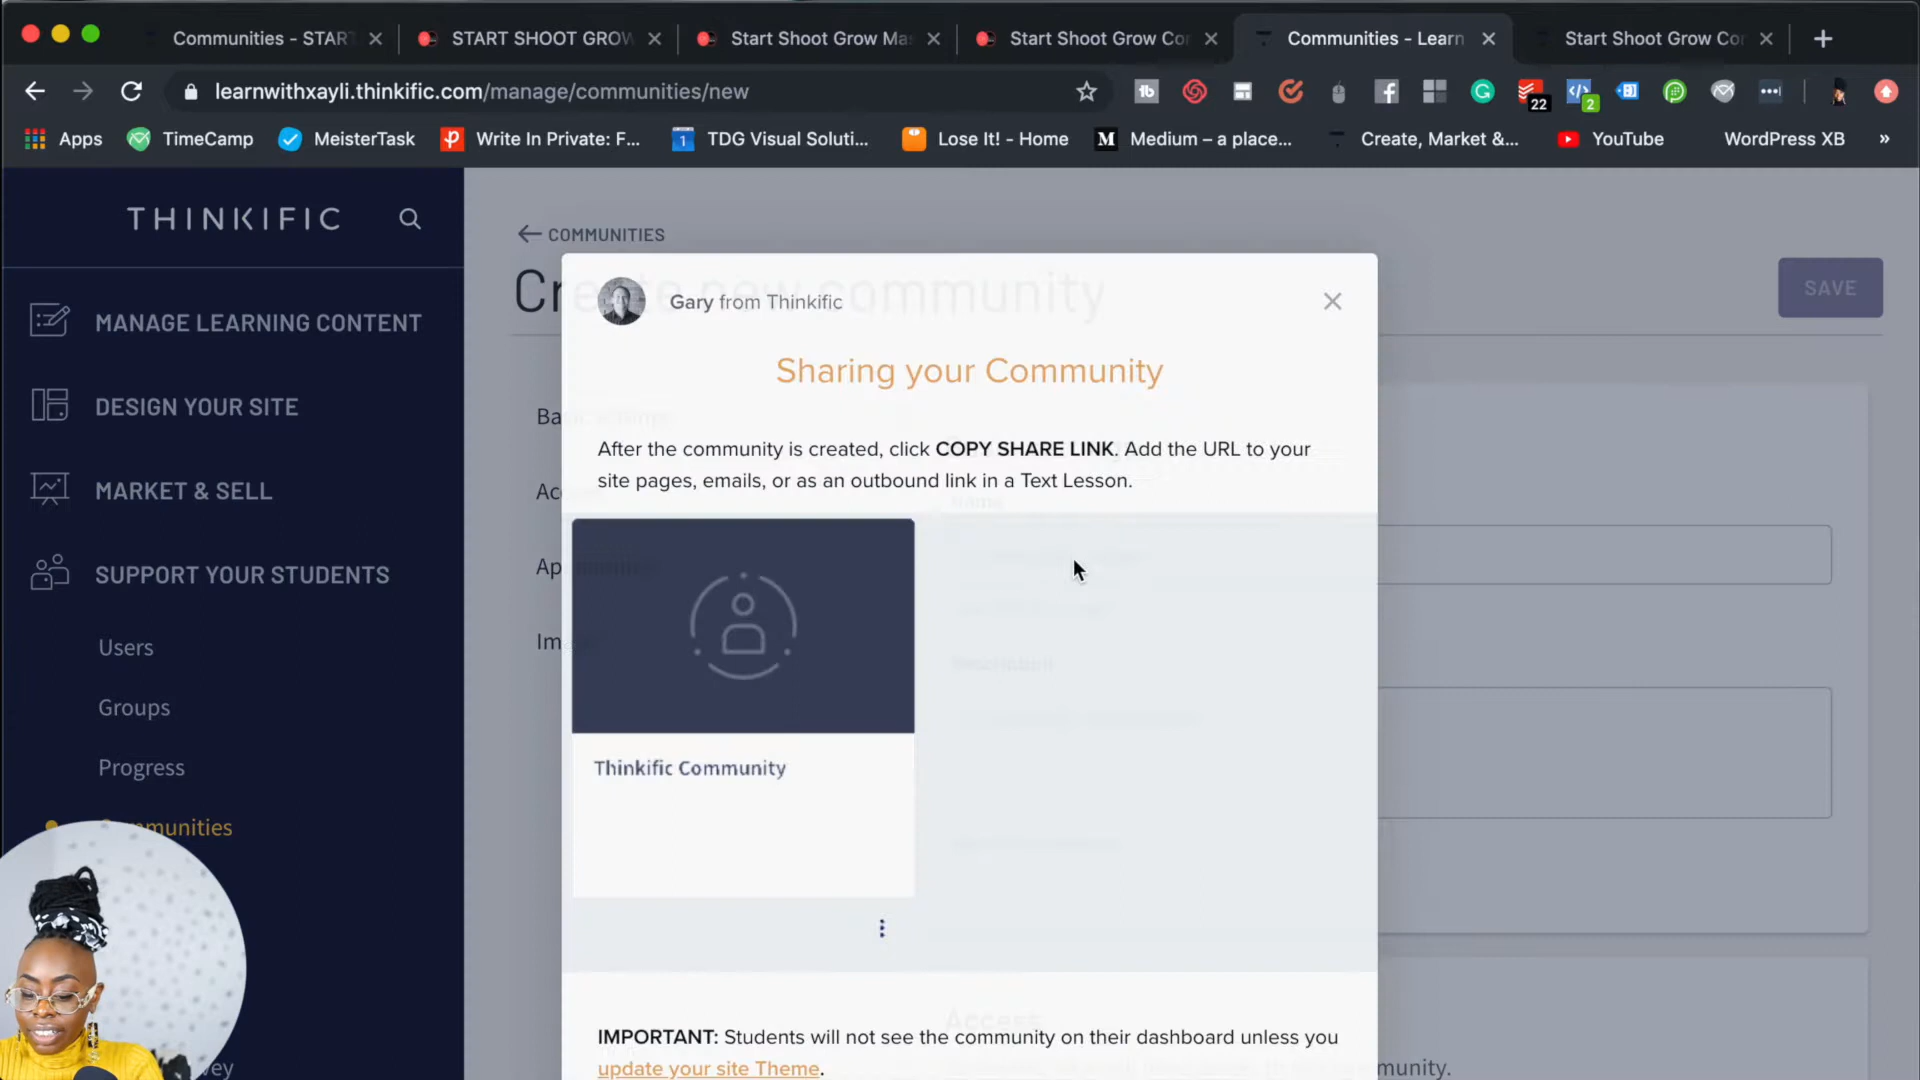 Communities - START
START SHOOT GROW
Start Shoot Grow Ma
Start Shoot Grow Co
Communities - Learn
Start Shoot Grow Co
learnwithxayli.thinkific.com/manage/communities/new
22
2
Apps
TimeCamp
MeisterTask
Write In Private: F...
1
TDG Visual Soluti...
Lose It! - Home
M
Medium – a place...
Create, Market &...
YouTube
WordPress XB
»
THINKIFIC
COMMUNITIES
Create new community
SAVE
Gary from Thinkific
Sharing your Community
MANAGE LEARNING CONTENT
DESIGN YOUR SITE
MARKET & SELL
SUPPORT YOUR STUDENTS
Users
Groups
Progress
Communities
After the community is created, click COPY SHARE LINK. Add the URL to your
site pages, emails, or as an outbound link in a Text Lesson.
Name
Description
Thinkific Community
Access
IMPORTANT: Students will not see the community on their dashboard unless you
update your site Theme.